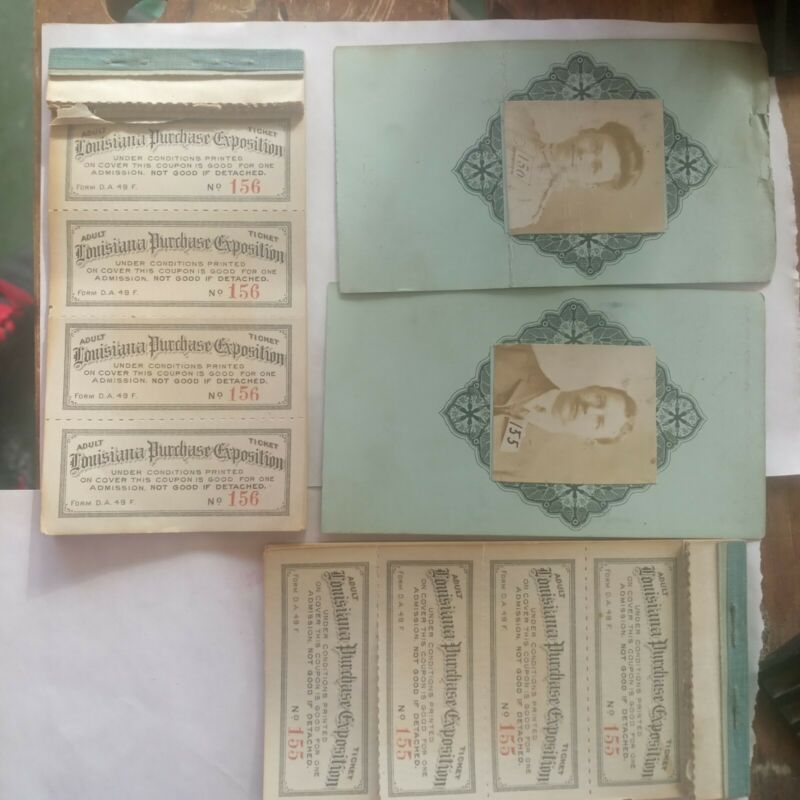 ADULT TICKET
Louisiana Purchase Exposition
UNDER CONDITIONS PRINTED
ON COVER THIS COUPON IS GOOD FOR ONE
ADMISSION. NOT GOOD IF DETACHED.
FORM D.A. 49 F. No 156
ADULT TICKET
Louisiana Purchase Exposition
UNDER CONDITIONS PRINTED
ON COVER THIS COUPON IS GOOD FOR ONE
ADMISSION. NOT GOOD IF DETACHED.
FORM D.A. 49 F. No 156
ADULT TICKET
Louisiana Purchase Exposition
UNDER CONDITIONS PRINTED
ON COVER THIS COUPON IS GOOD FOR ONE
ADMISSION. NOT GOOD IF DETACHED.
FORM D.A. 49 F. No 156
ADULT TICKET
Louisiana Purchase Exposition
UNDER CONDITIONS PRINTED
ON COVER THIS COUPON IS GOOD FOR ONE
ADMISSION. NOT GOOD IF DETACHED.
FORM D.A. 49 F. No 156
155
ADULT TICKET
Louisiana Purchase Exposition
UNDER CONDITIONS PRINTED
ON COVER THIS COUPON IS GOOD FOR ONE
ADMISSION. NOT GOOD IF DETACHED.
FORM D.A. 49 F. No 155
ADULT TICKET
Louisiana Purchase Exposition
UNDER CONDITIONS PRINTED
ON COVER THIS COUPON IS GOOD FOR ONE
ADMISSION. NOT GOOD IF DETACHED.
FORM D.A. 49 F. No 155
ADULT TICKET
Louisiana Purchase Exposition
UNDER CONDITIONS PRINTED
ON COVER THIS COUPON IS GOOD FOR ONE
ADMISSION. NOT GOOD IF DETACHED.
FORM D.A. 49 F. No 155
ADULT TICKET
Louisiana Purchase Exposition
UNDER CONDITIONS PRINTED
ON COVER THIS COUPON IS GOOD FOR ONE
ADMISSION. NOT GOOD IF DETACHED.
FORM D.A. 49 F. No 155